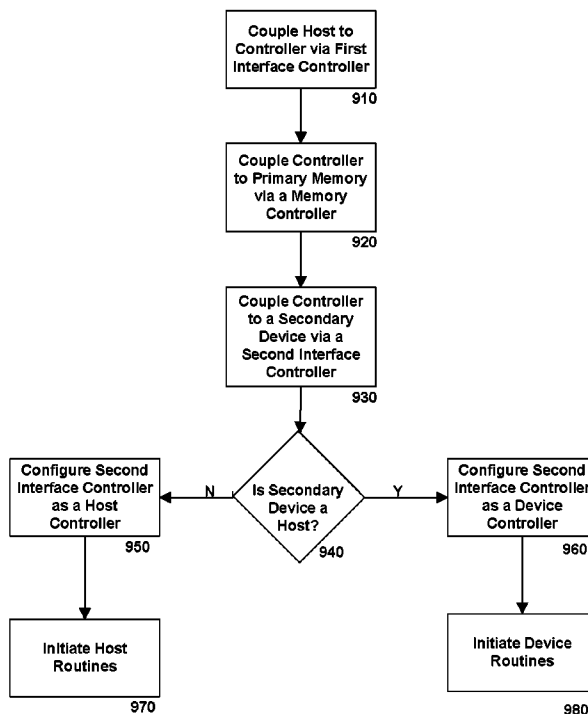 Couple Host to
Controller via First
Interface Controller
910
Couple Controller
to Primary Memory
via a Memory
Controller
920
Couple Controller
to a Secondary
Device via a
Second Interface
Controller
930
Configure Second
Interface Controller
as a Host
Controller
950
N
Is Secondary
Device a
Host?
940
Y
Configure Second
Interface Controller
as a Device
Controller
960
Initiate Host
Routines
970
Initiate Device
Routines
980